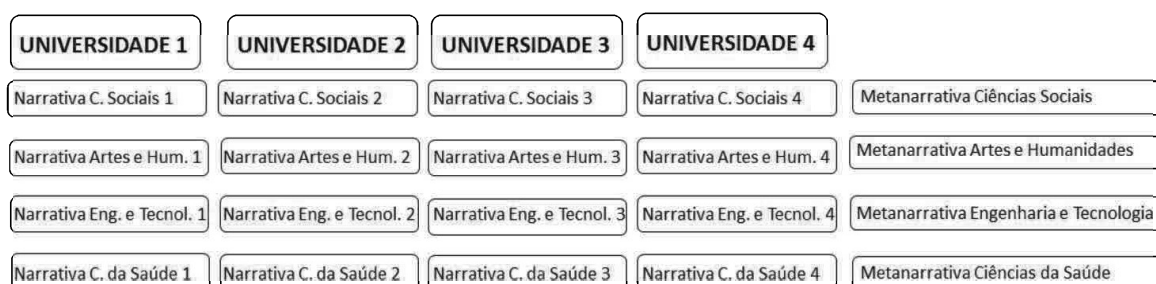 UNIVERSIDADE 1 UNIVERSIDADE 2 UNIVERSIDADE 3 UNIVERSIDADE 4
Narrativa C. Sociais 1 Narrativa C. Sociais 2 Narrativa C. Sociais 3 Narrativa C. Sociais 4 Metanarrativa Ciências Sociais
Narrativa Artes e Hum. 1 Narrativa Artes e Hum. 2 Narrativa Artes e Hum. 3 Narrativa Artes e Hum. 4 Metanarrativa Artes e Humanidades
Narrativa Eng. e Tecnol. 1 Narrativa Eng. e Tecnol. 2 Narrativa Eng. e Tecnol. 3 Narrativa Eng. e Tecnol. 4 Metanarrativa Engenharia e Tecnologia
Narrativa C. da Saúde 1 Narrativa C. da Saúde 2 Narrativa C. da Saúde 3 Narrativa C. da Saúde 4 Metanarrativa Ciências da Saúde